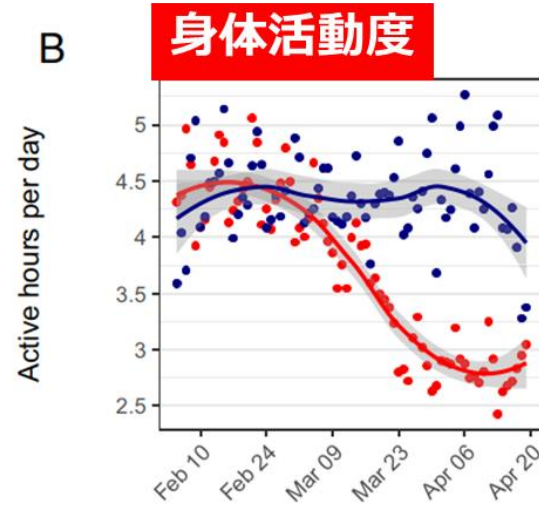 身体活動度
B
Active hours per day
5
4.5
4
3.5
3
2.5
Feb 10
Feb 24
Mar 09
Mar 23
Apr 06
Apr 20